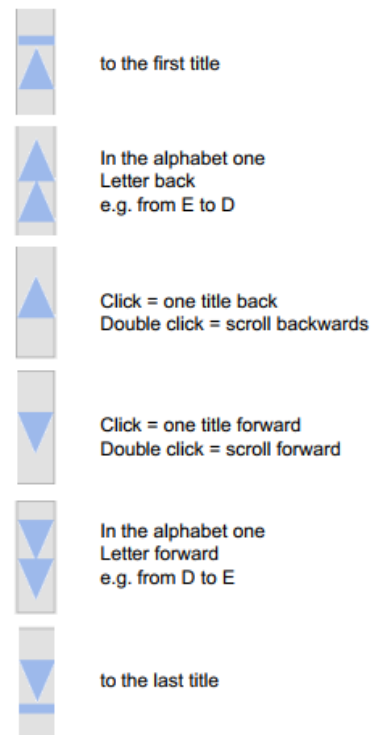 to the first title
In the alphabet one
Letter back
e.g. from E to D
Click = one title back
Double click = scroll backwards
Click = one title forward
Double click = scroll forward
In the alphabet one
Letter forward
e.g. from D to E
to the last title